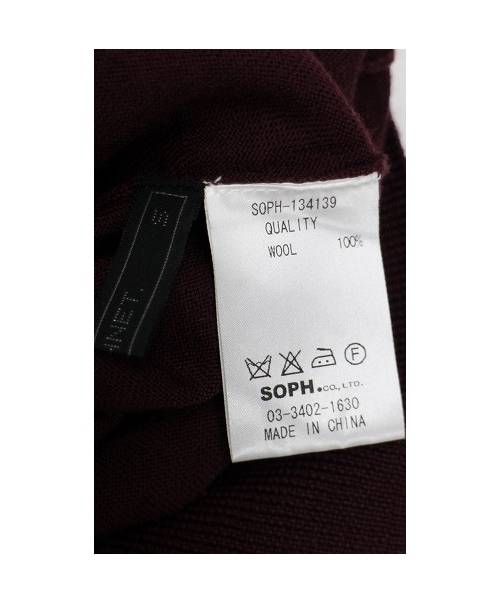 SOPH-134139
QUALITY
WOOL 100%
F
SOPH.CO.,LTD.
03-3402-1630
MADE IN CHINA